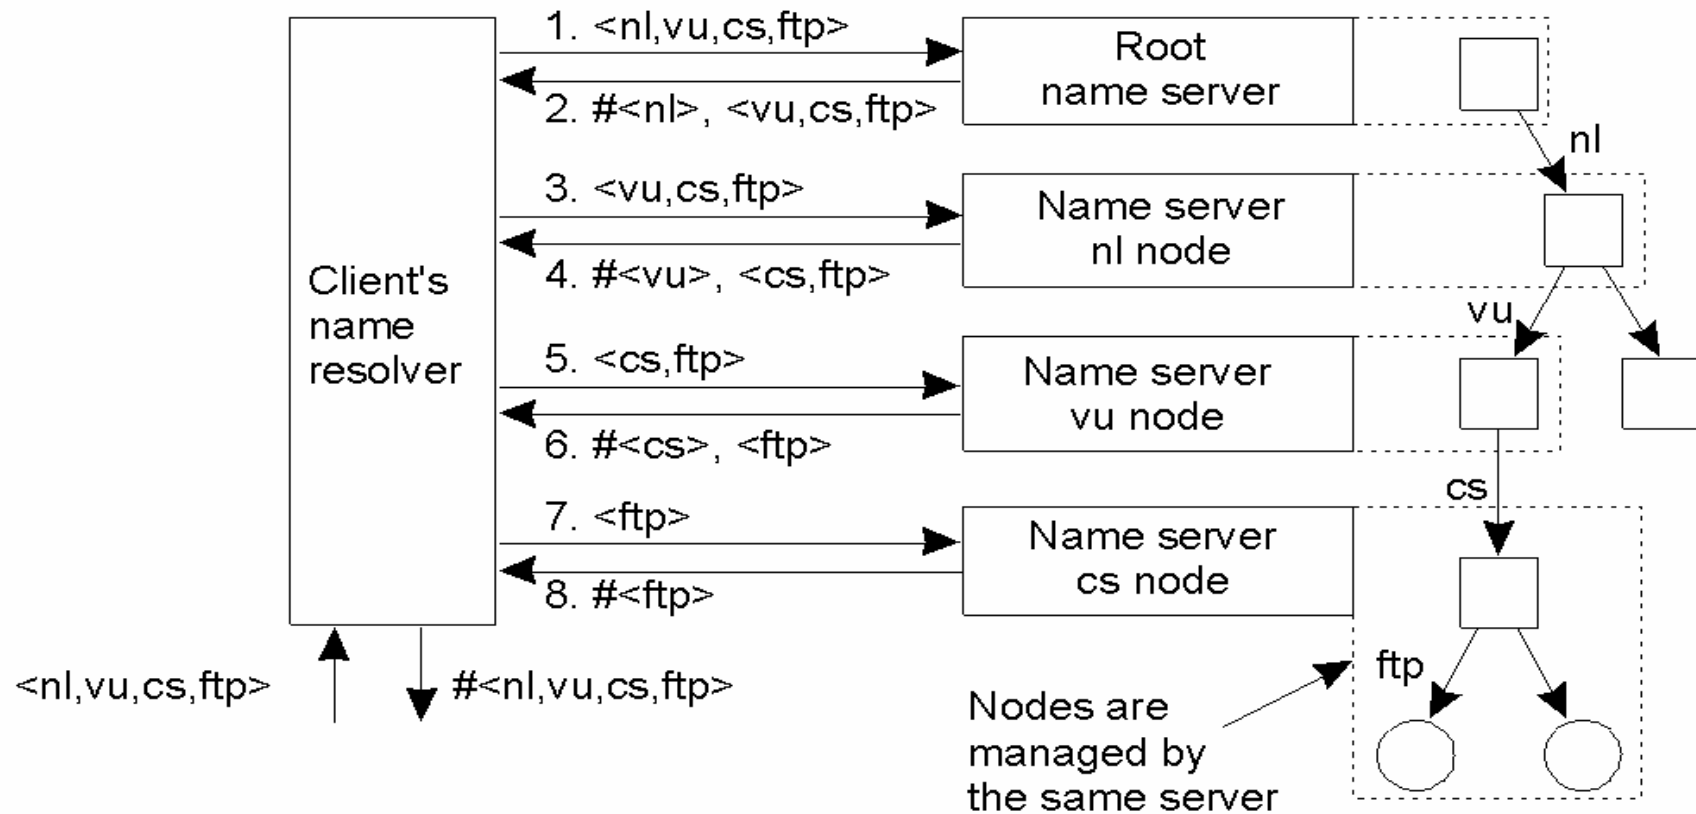 1. <nl,vu,cs,ftp>
Root
name server
2. #<nl>, <vu,cs,ftp>
nl
3. <vu,cs,ftp>
Name server
nl node
4. #<vu>, <cs,ftp>
Client's
name
resolver
vu
5. <cs,ftp>
Name server
vu node
6. #<cs>, <ftp>
cs
7. <ftp>
Name server
cs node
8. #<ftp>
<nl,vu,cs,ftp>
#<nl,vu,cs,ftp>
ftp
Nodes are
managed by
the same server